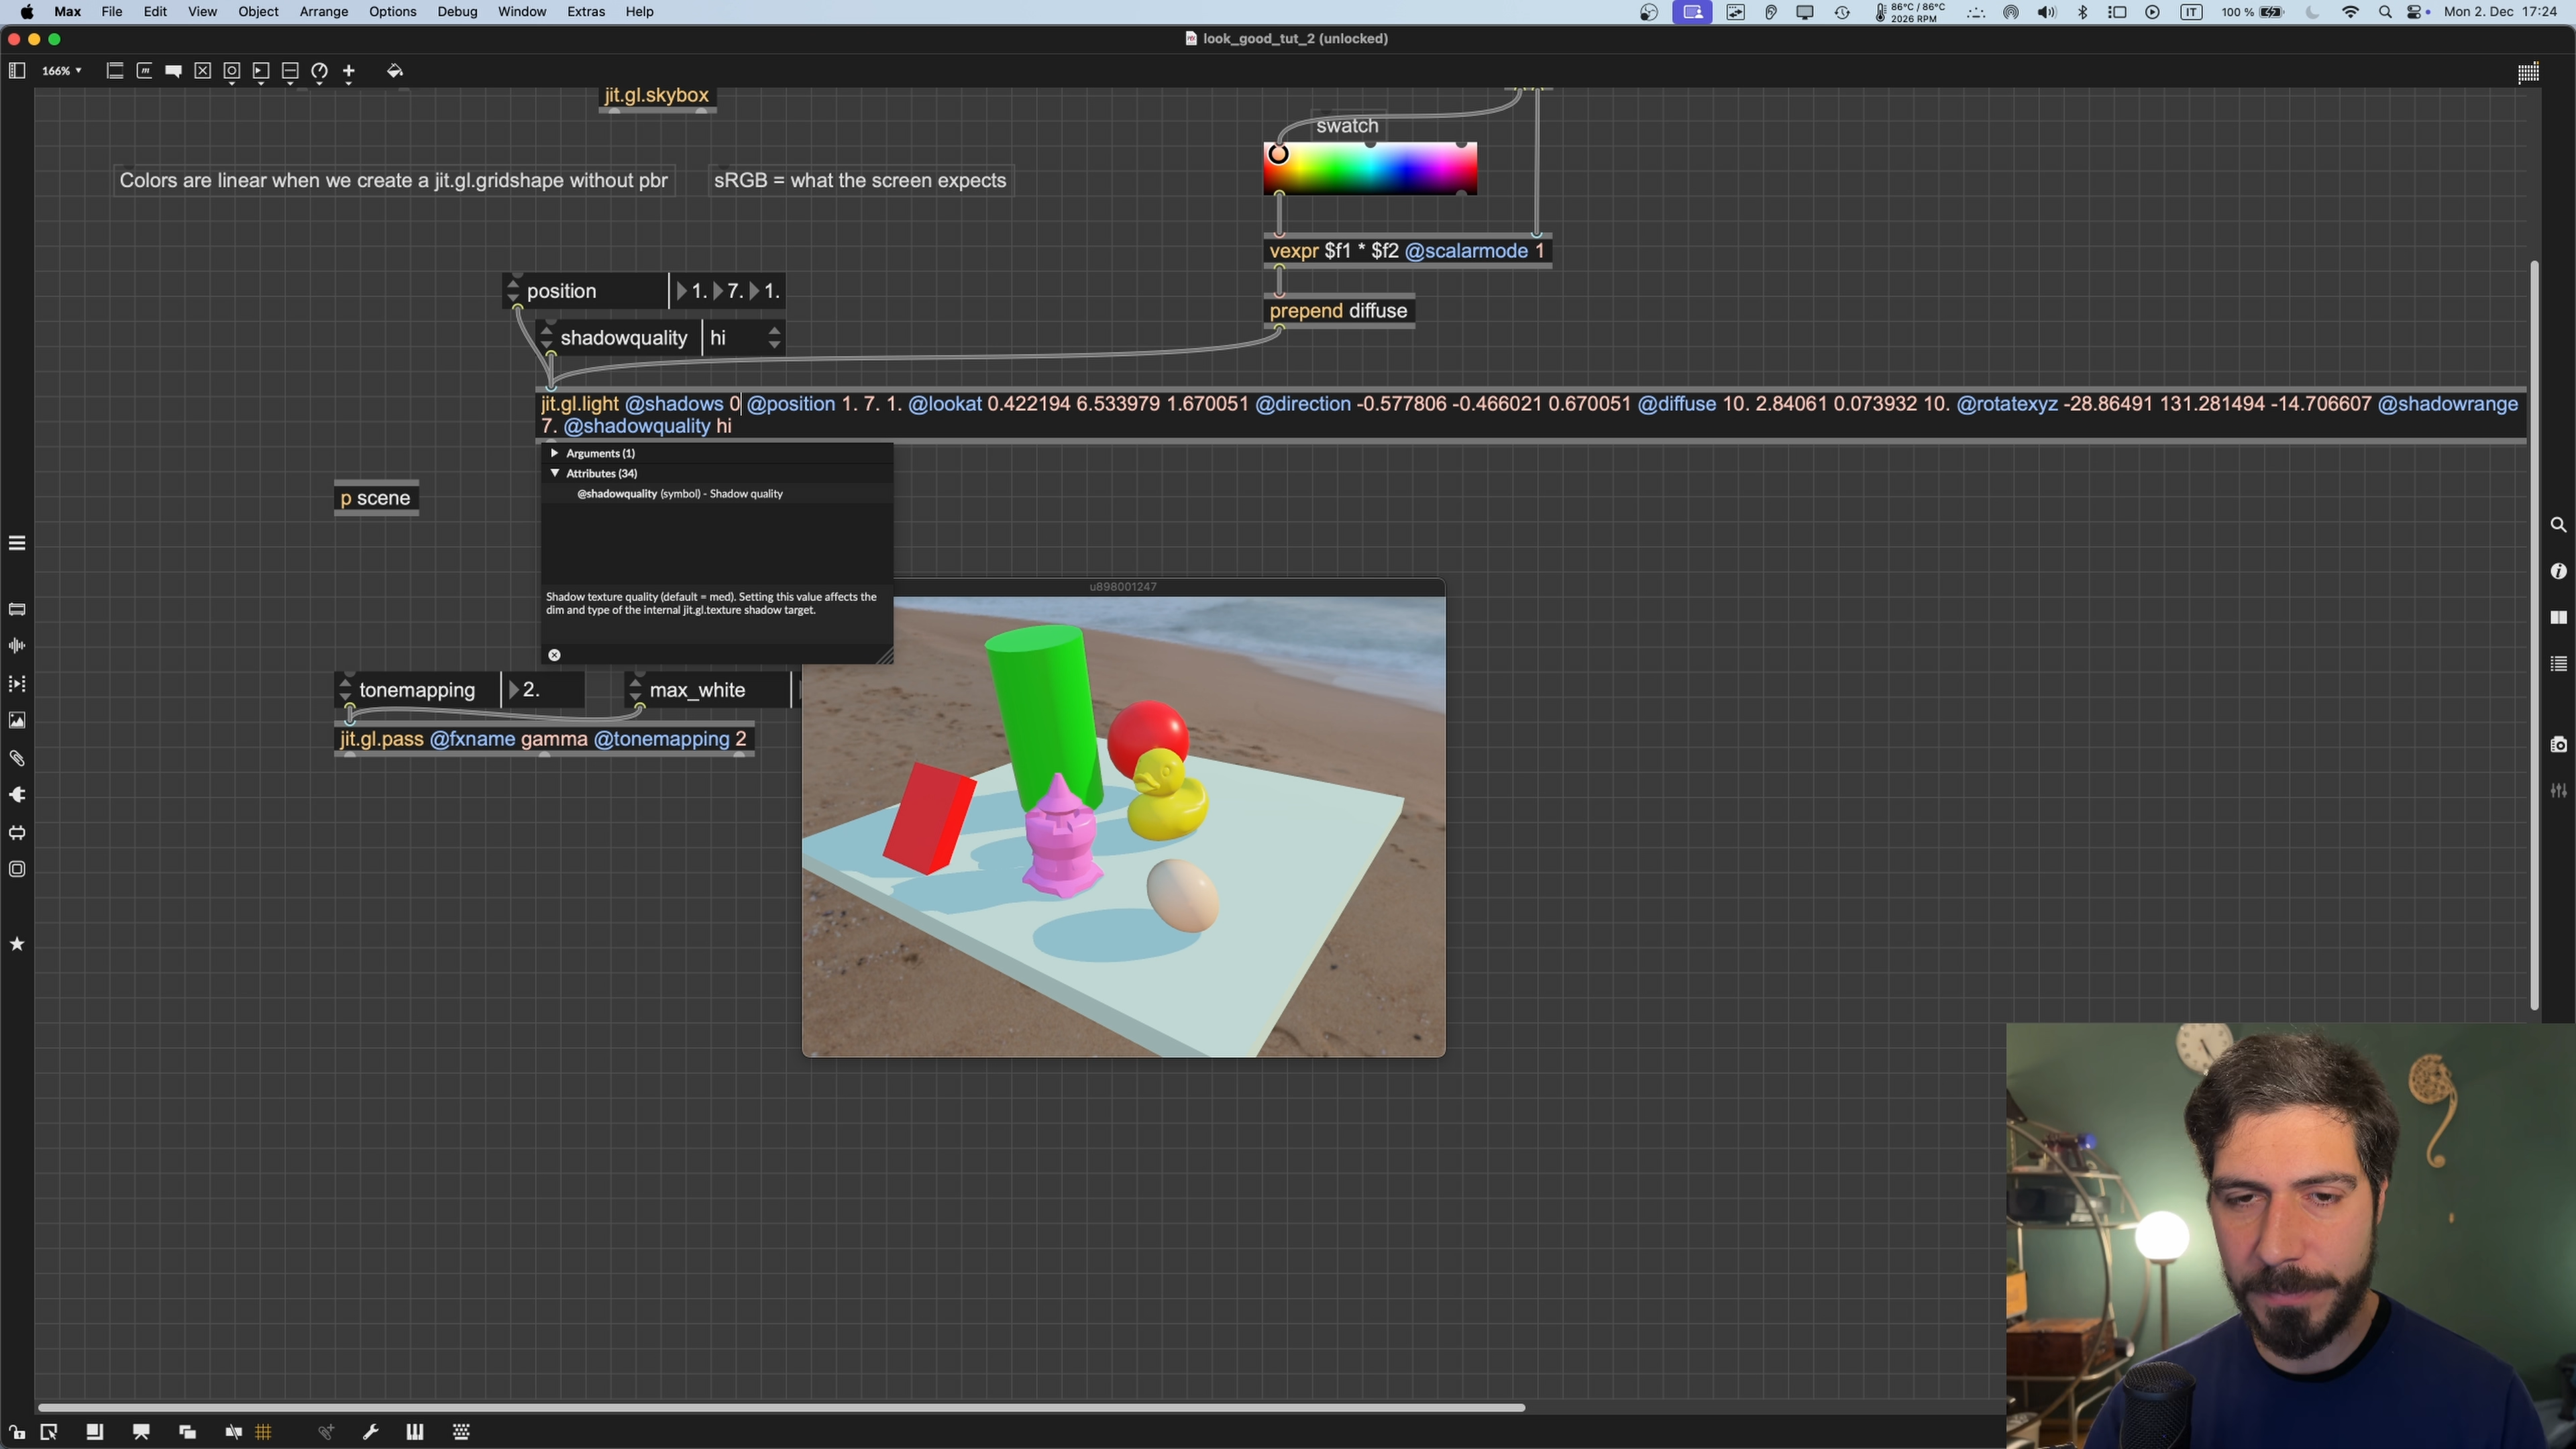 Max File Edit View Object Arrange Options Debug Window Extras Help
86°C / 86°C
2026 RPM
IT 100 % Mon 2. Dec 17:24
look_good_tut_2 (unlocked)
166%
jit.gl.skybox
swatch
Colors are linear when we create a jit.gl.gridshape without pbr
sRGB = what the screen expects
vexpr $f1 * $f2 @scalarmode 1
position 1. 7. 1.
prepend diffuse
shadowquality hi
jit.gl.light @shadows 0 @position 1. 7. 1. @lookat 0.422194 6.533979 1.670051 @direction -0.577806 -0.466021 0.670051 @diffuse 10. 2.84061 0.073932 10. @rotatexyz -28.86491 131.281494 -14.706607 @shadowrange
7. @shadowquality hi
Arguments (1)
Attributes (34)
@shadowquality (symbol) - Shadow quality
p scene
u898001247
Shadow texture quality (default = med). Setting this value affects the
dim and type of the internal jit.gl.texture shadow target.
tonemapping 2.
max_white
jit.gl.pass @fxname gamma @tonemapping 2